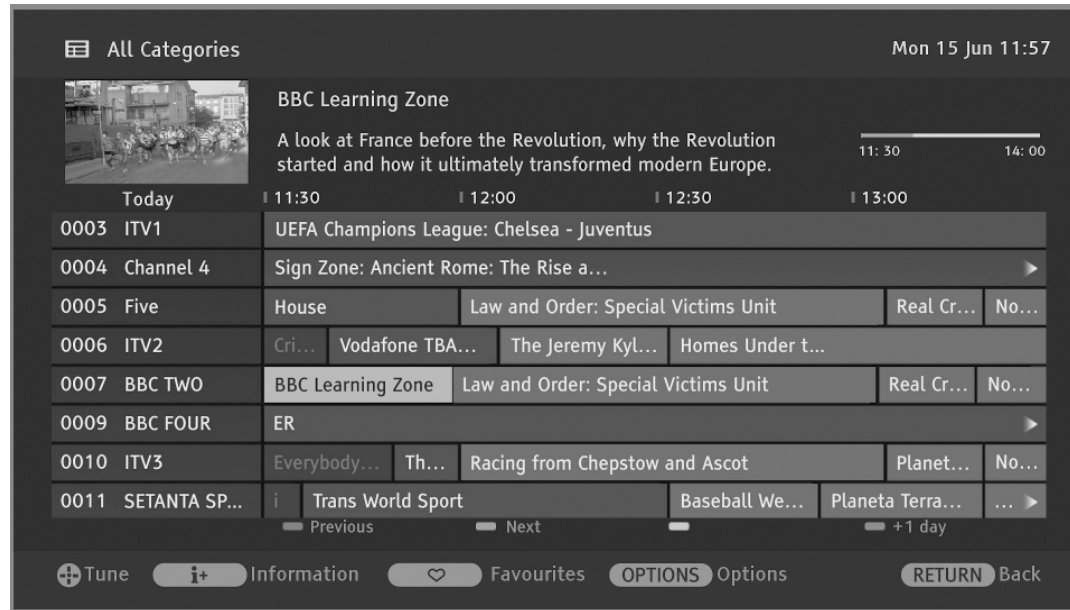 All Categories Mon 15 Jun 11:57
BBC Learning Zone
A look at France before the Revolution, why the Revolution
started and how it ultimately transformed modern Europe.
11:30 14:00
Today 11:30 12:00 12:30 13:00
0003 ITV1 UEFA Champions League: Chelsea - Juventus
0004 Channel 4 Sign Zone: Ancient Rome: The Rise a...
0005 Five House Law and Order: Special Victims Unit Real Cr... No...
0006 ITV2 Cri... Vodafone TBA... The Jeremy Kyl... Homes Under t...
0007 BBC TWO BBC Learning Zone Law and Order: Special Victims Unit Real Cr... No...
0009 BBC FOUR ER
0010 ITV3 Everybody... Th... Racing from Chepstow and Ascot Planet... No...
0011 SETANTA SP... i Trans World Sport Baseball We... Planeta Terra... ...
Previous Next +1 day
Tune i+ Information Favourites OPTIONS Options RETURN Back